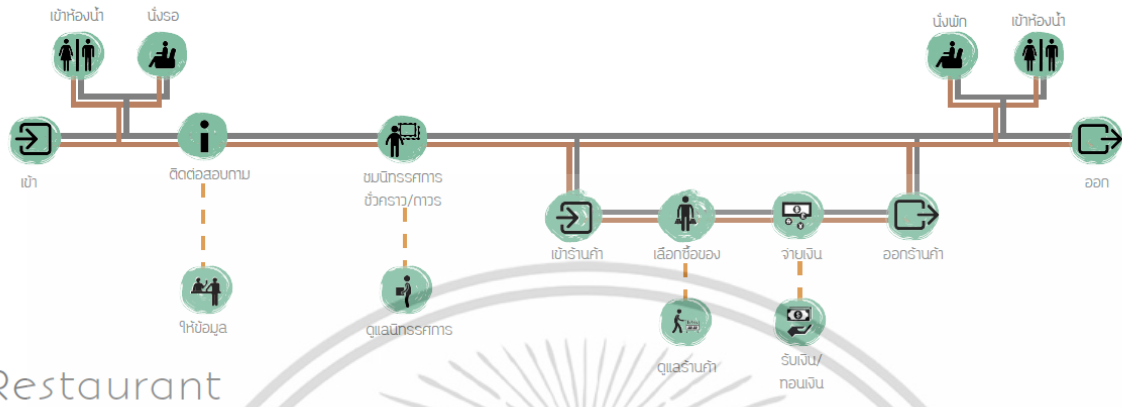 เข้าห้องน้ำ
นั่งรอ
นั่งพัก
เข้าห้องน้ำ
เข้า
ติดต่อสอบถาม
ชมนิทรรศการ
ชั่วคราว/ถาวร
ออก
เข้าร้านค้า
เลือกซื้อของ
จ่ายเงิน
ออกร้านค้า
ให้ข้อมูล
ดูแลนิทรรศการ
ดูแลร้านค้า
รับเงิน/
ทอนเงิน
Restaurant